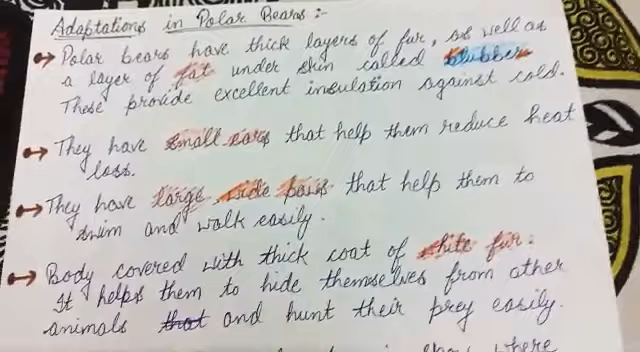 Adaptations in Polar Bears :-
→ Polar bears have thick layers of fur, as well as
a layer of fat under skin called blubber
These provide excellent insulation against cold.
→ They have small ears that help them reduce heat
loss.
→ They have large wide paws that help them to
swim and walk easily.
→ Body covered with thick coat of white fur.
It helps them to hide themselves from other
animals that and hunt their prey easily.
where